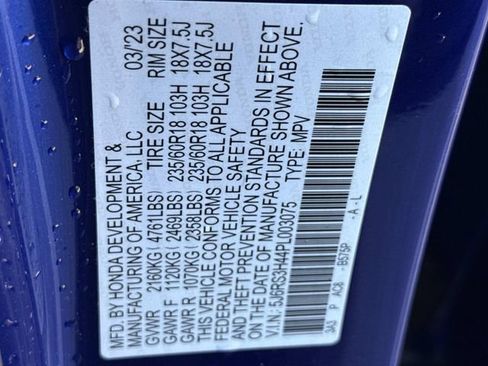 MFD. BY HONDA DEVELOPMENT & 03/'23
MANUFACTURING OF AMERICA, LLC
GVWR 2160KG 4761LBS TIRE SIZE RIM SIZE
GAWR F 1120KG 2468LBS 235/60R18 103H 18X7.5J
GAWR R 1070KG 2358LBS 235/60R18 103H 18X7.5J
THIS VEHICLE CONFORMS TO ALL APPLICABLE
FEDERAL MOTOR VEHICLE SAFETY
AND THEFT PREVENTION STANDARDS IN EFFECT
ON THE DATE OF MANUFACTURE SHOWN ABOVE.
V.I.N.: 5J8RS3H44PL003075 TYPE: MPV
3A3 P AC8 B575P -A-L